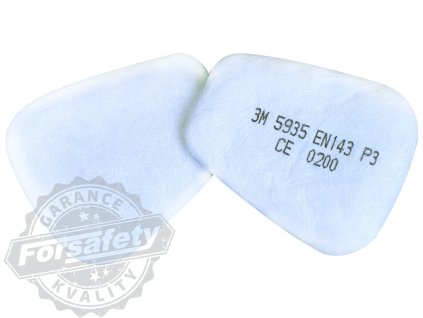 3M 5935 EN143 P3
CE 0200
GARANCE
Forsafety
KVALITY